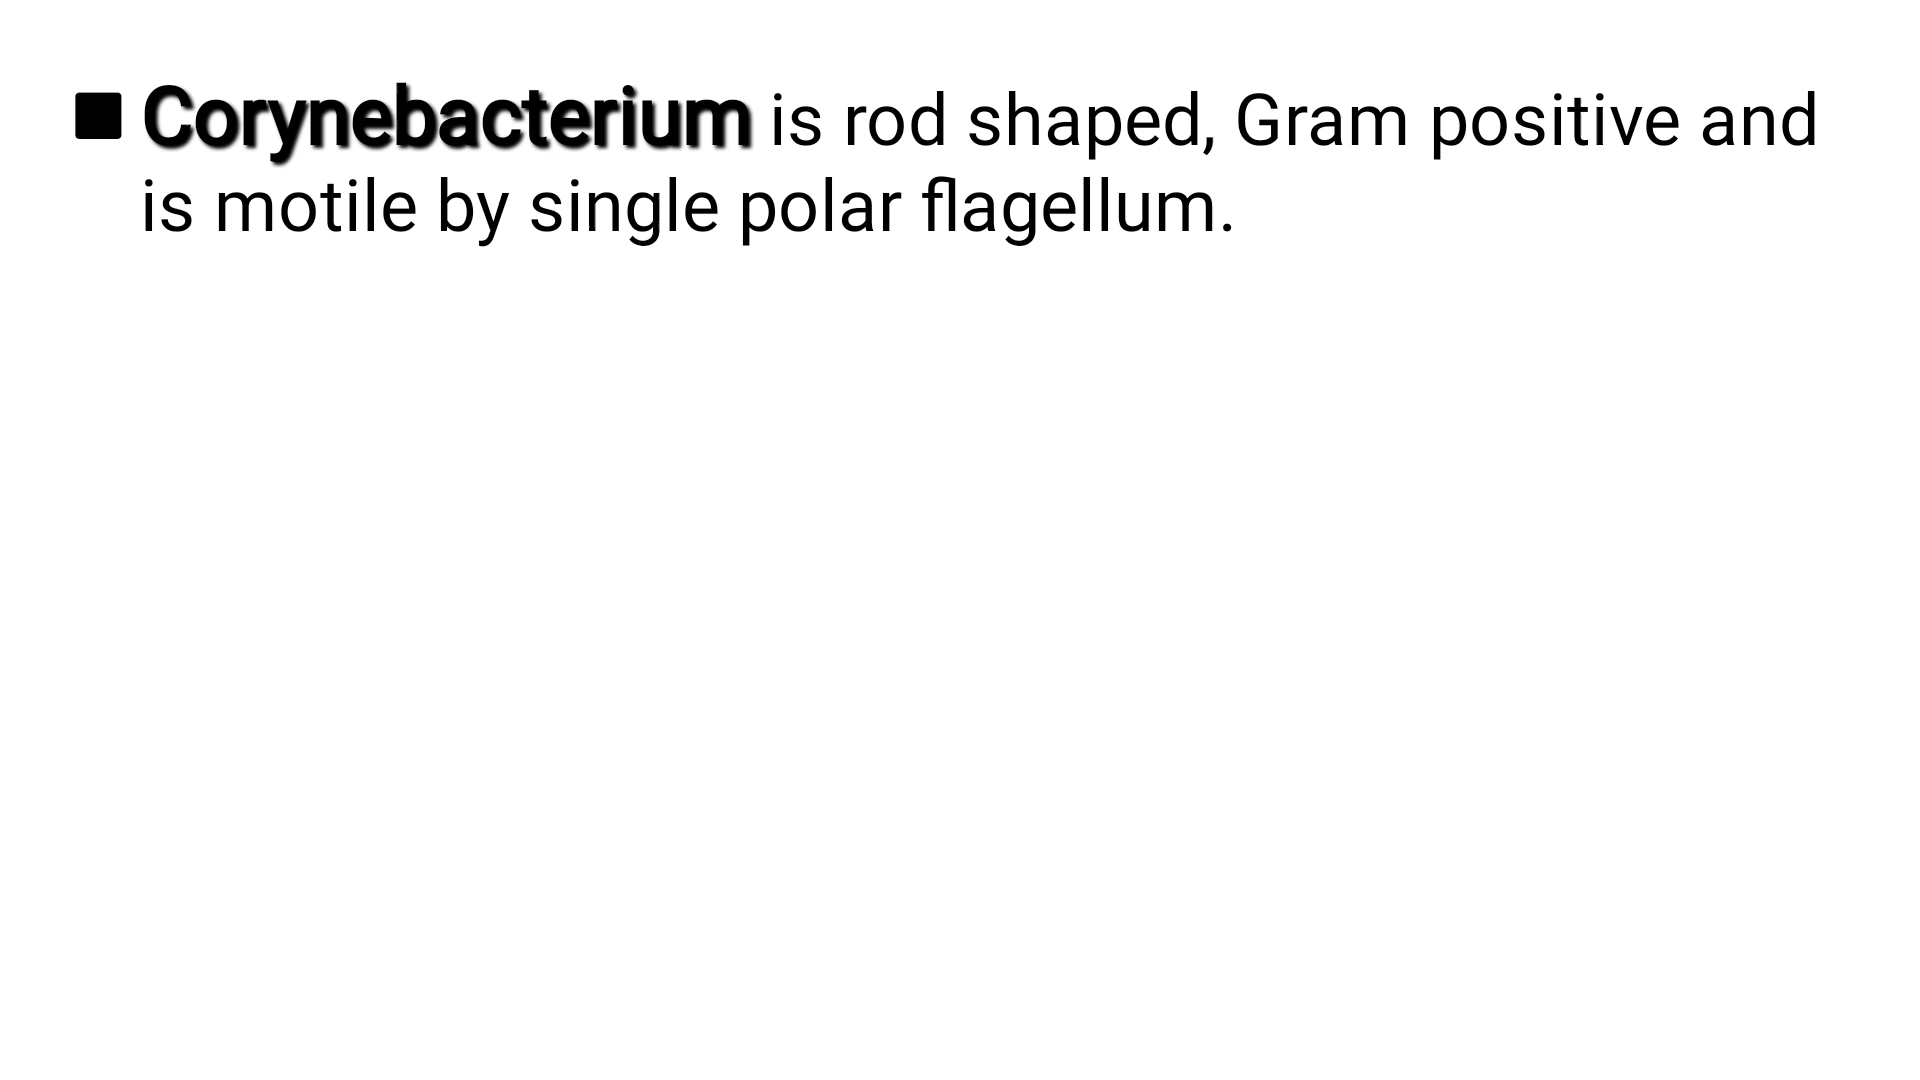 ■ Corynebacterium is rod shaped, Gram positive and
is motile by single polar flagellum.